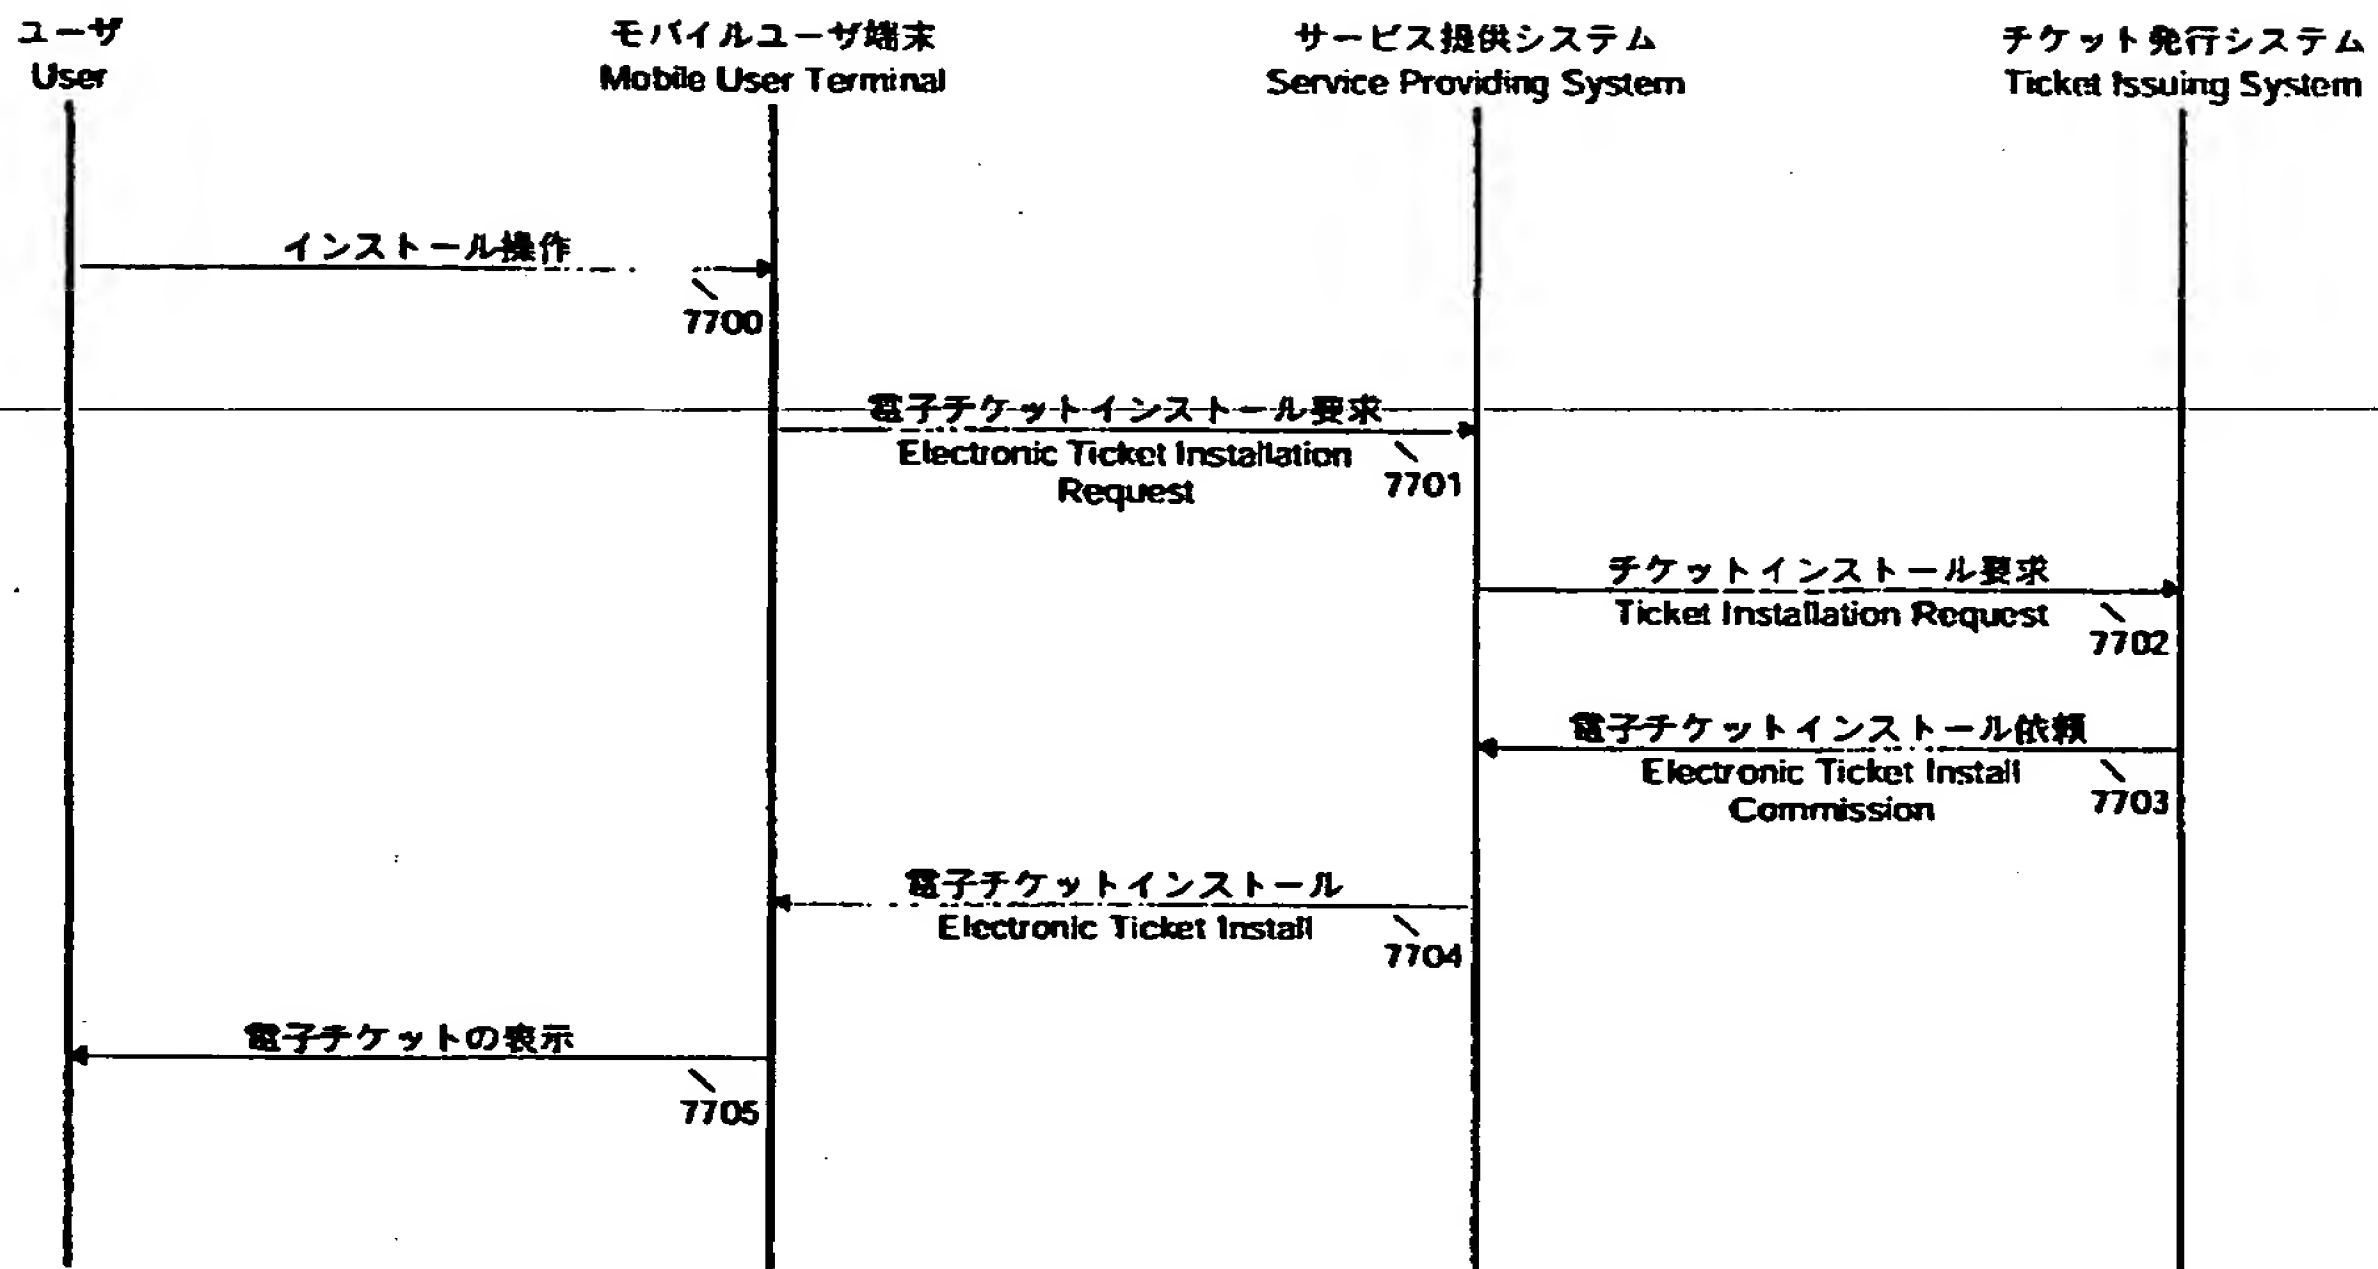 ユーザ
User
モバイルユーザ端末
Mobile User Terminal
サービス提供システム
Service Providing System
チケット発行システム
Ticket Issuing System
インストール操作
7700
電子チケットインストール要求
Electronic Ticket Installation
Request
7701
チケットインストール要求
Ticket Installation Request
7702
電子チケットインストール依頼
Electronic Ticket Install
Commission
7703
電子チケットインストール
Electronic Ticket Install
7704
電子チケットの表示
7705